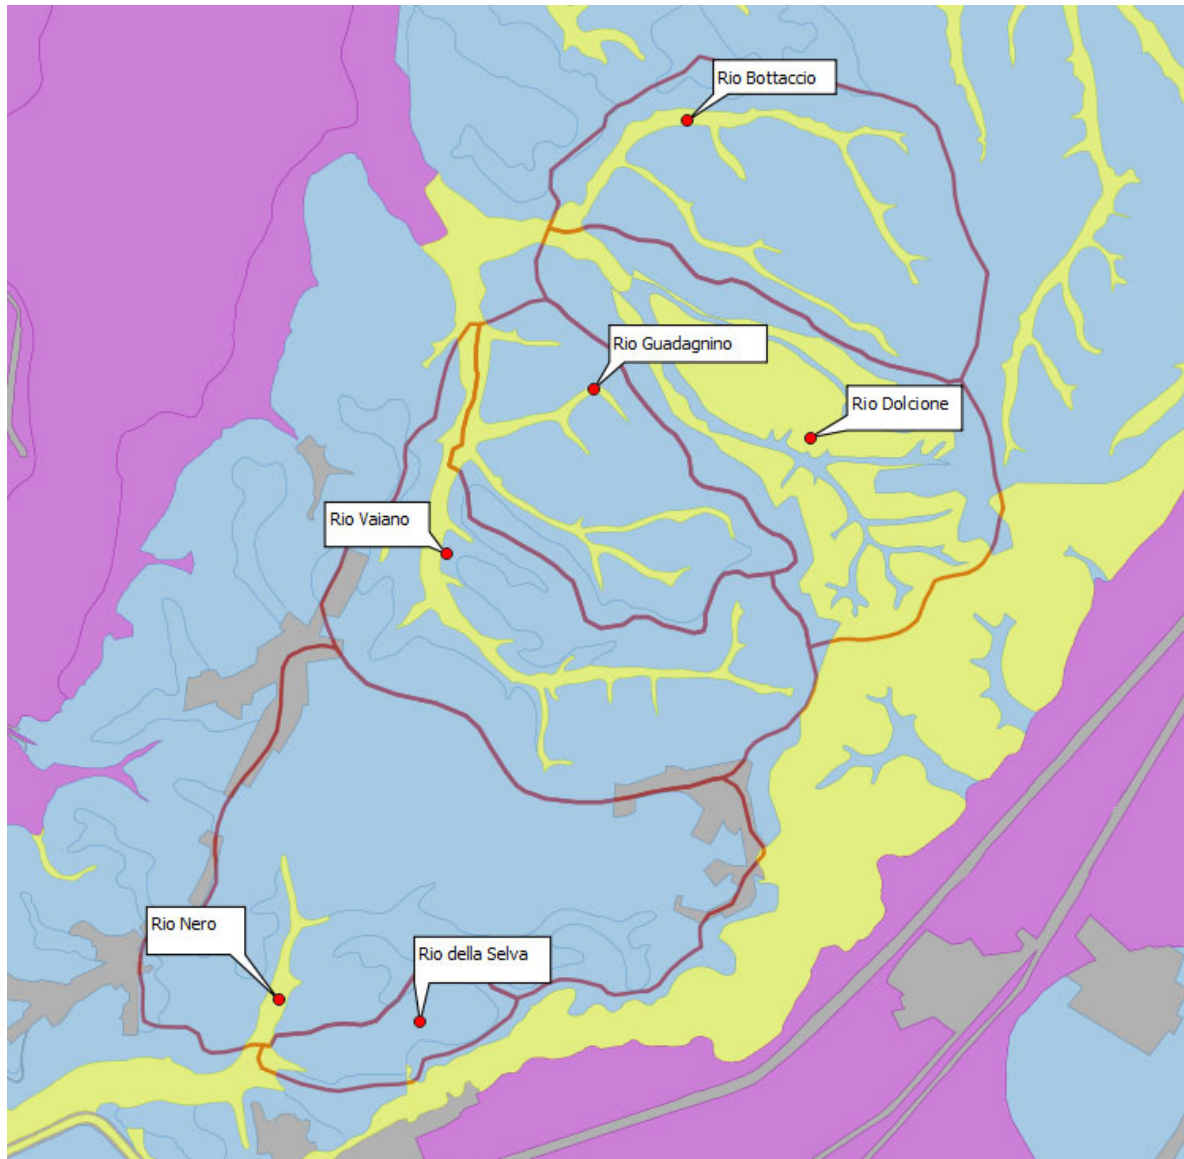 Rio Bottaccio
Rio Guadagnino
Rio Dolcione
Rio Vaiano
Rio Nero
Rio della Selva